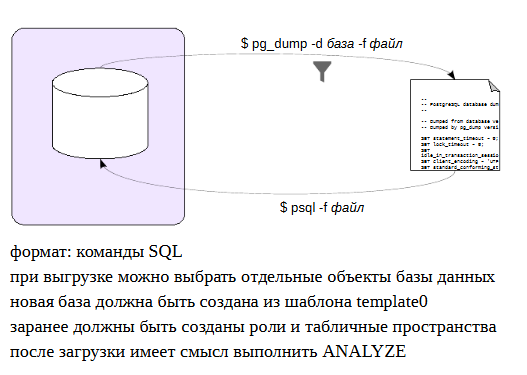 $ pg_dump -d база -f файл
--
-- PostgreSQL database dum
--
-- Dumped from database ve
-- Dumped by pg_dump versi
SET statement_timeout = 0;
SET lock_timeout = 0;
SET
idle_in_transaction_sessio
SET client_encoding = 'UTF
SET standard_conforming_st
$ psql -f файл
формат: команды SQL
при выгрузке можно выбрать отдельные объекты базы данных
новая база должна быть создана из шаблона template0
заранее должны быть созданы роли и табличные пространства
после загрузки имеет смысл выполнить ANALYZE